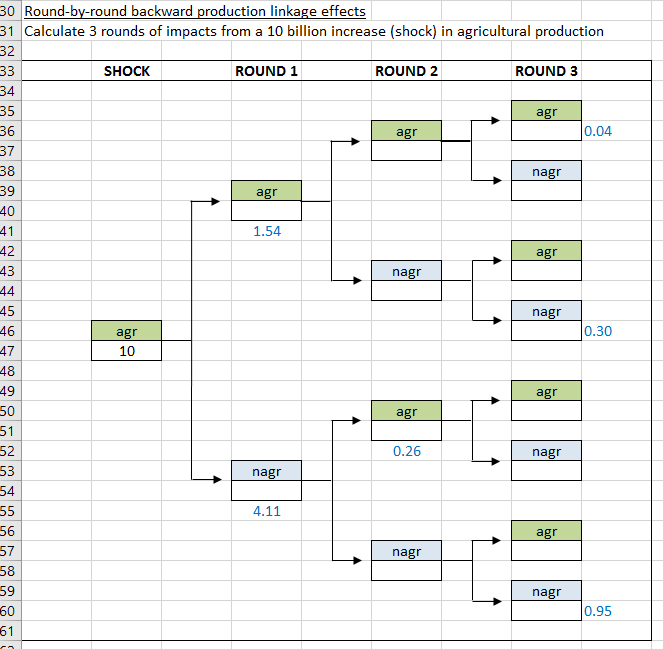 30 Round-by-round backward production linkage effects
31 Calculate 3 rounds of impacts from a 10 billion increase (shock) in agricultural production
32
33 SHOCK ROUND 1 ROUND 2 ROUND 3
34
35 agr
36 agr 0.04
37
38 nagr
39 agr
40
41 1.54
42 agr
43 nagr
44
45 nagr
46 agr 0.30
47 10
48
49 agr
50 agr
51
52 0.26 nagr
53 nagr
54
55 4.11
56 agr
57 nagr
58
59 nagr
60 0.95
61